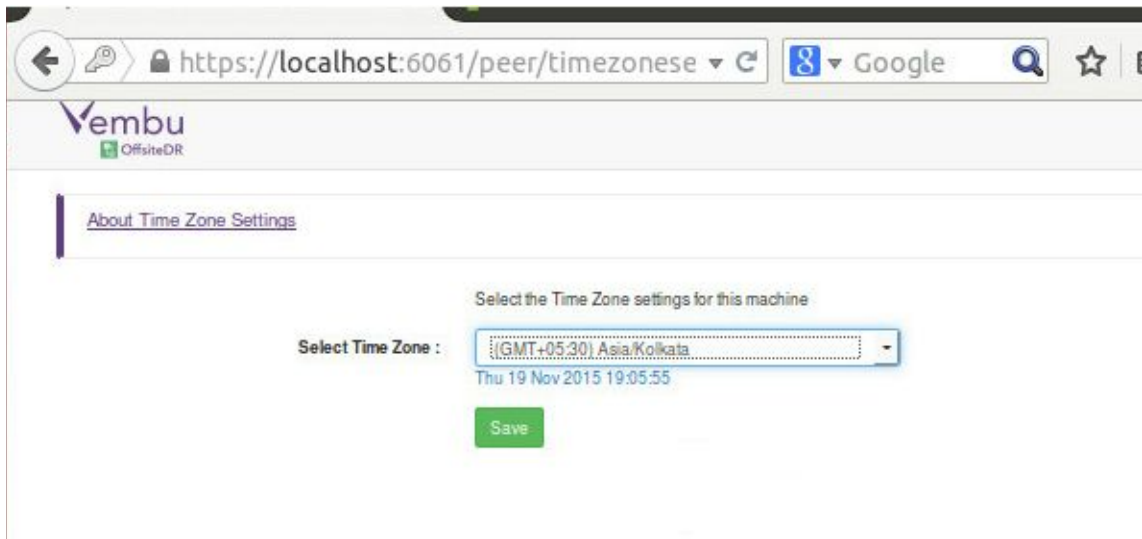 https://localhost:6061/peer/timezonese
Google
Vembu
OffsiteDR
About Time Zone Settings
Select the Time Zone settings for this machine
Select Time Zone :
(GMT+05:30) Asia/Kolkata
Thu 19 Nov 2015 19:05:55
Save